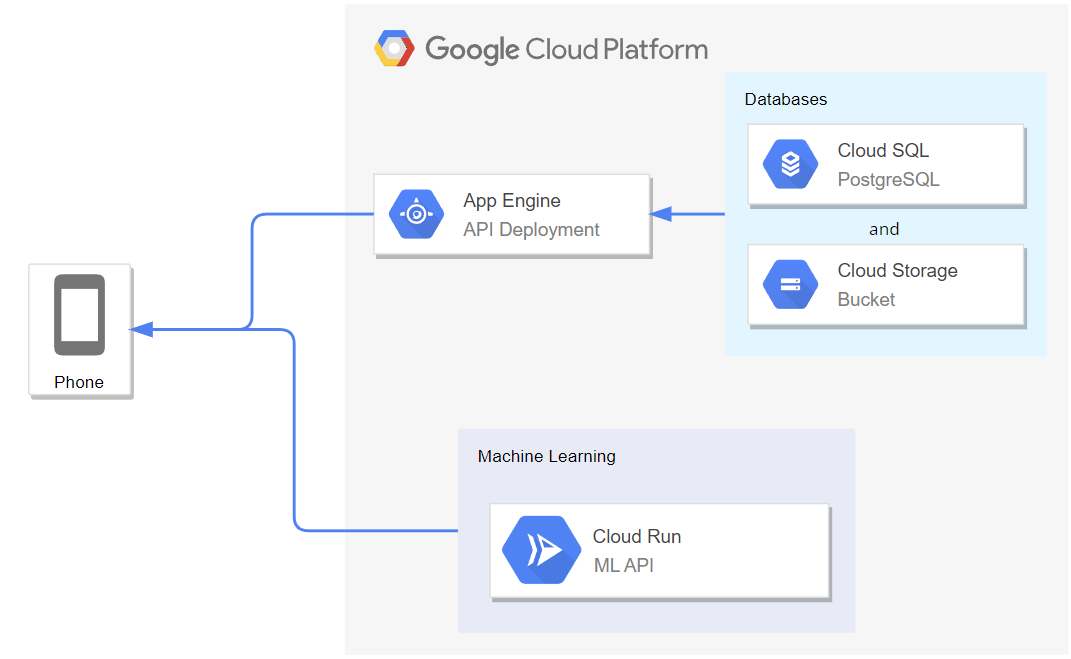 Google Cloud Platform
Databases
Cloud SQL
PostgreSQL
and
Cloud Storage
Bucket
App Engine
API Deployment
Phone
Machine Learning
Cloud Run
ML API